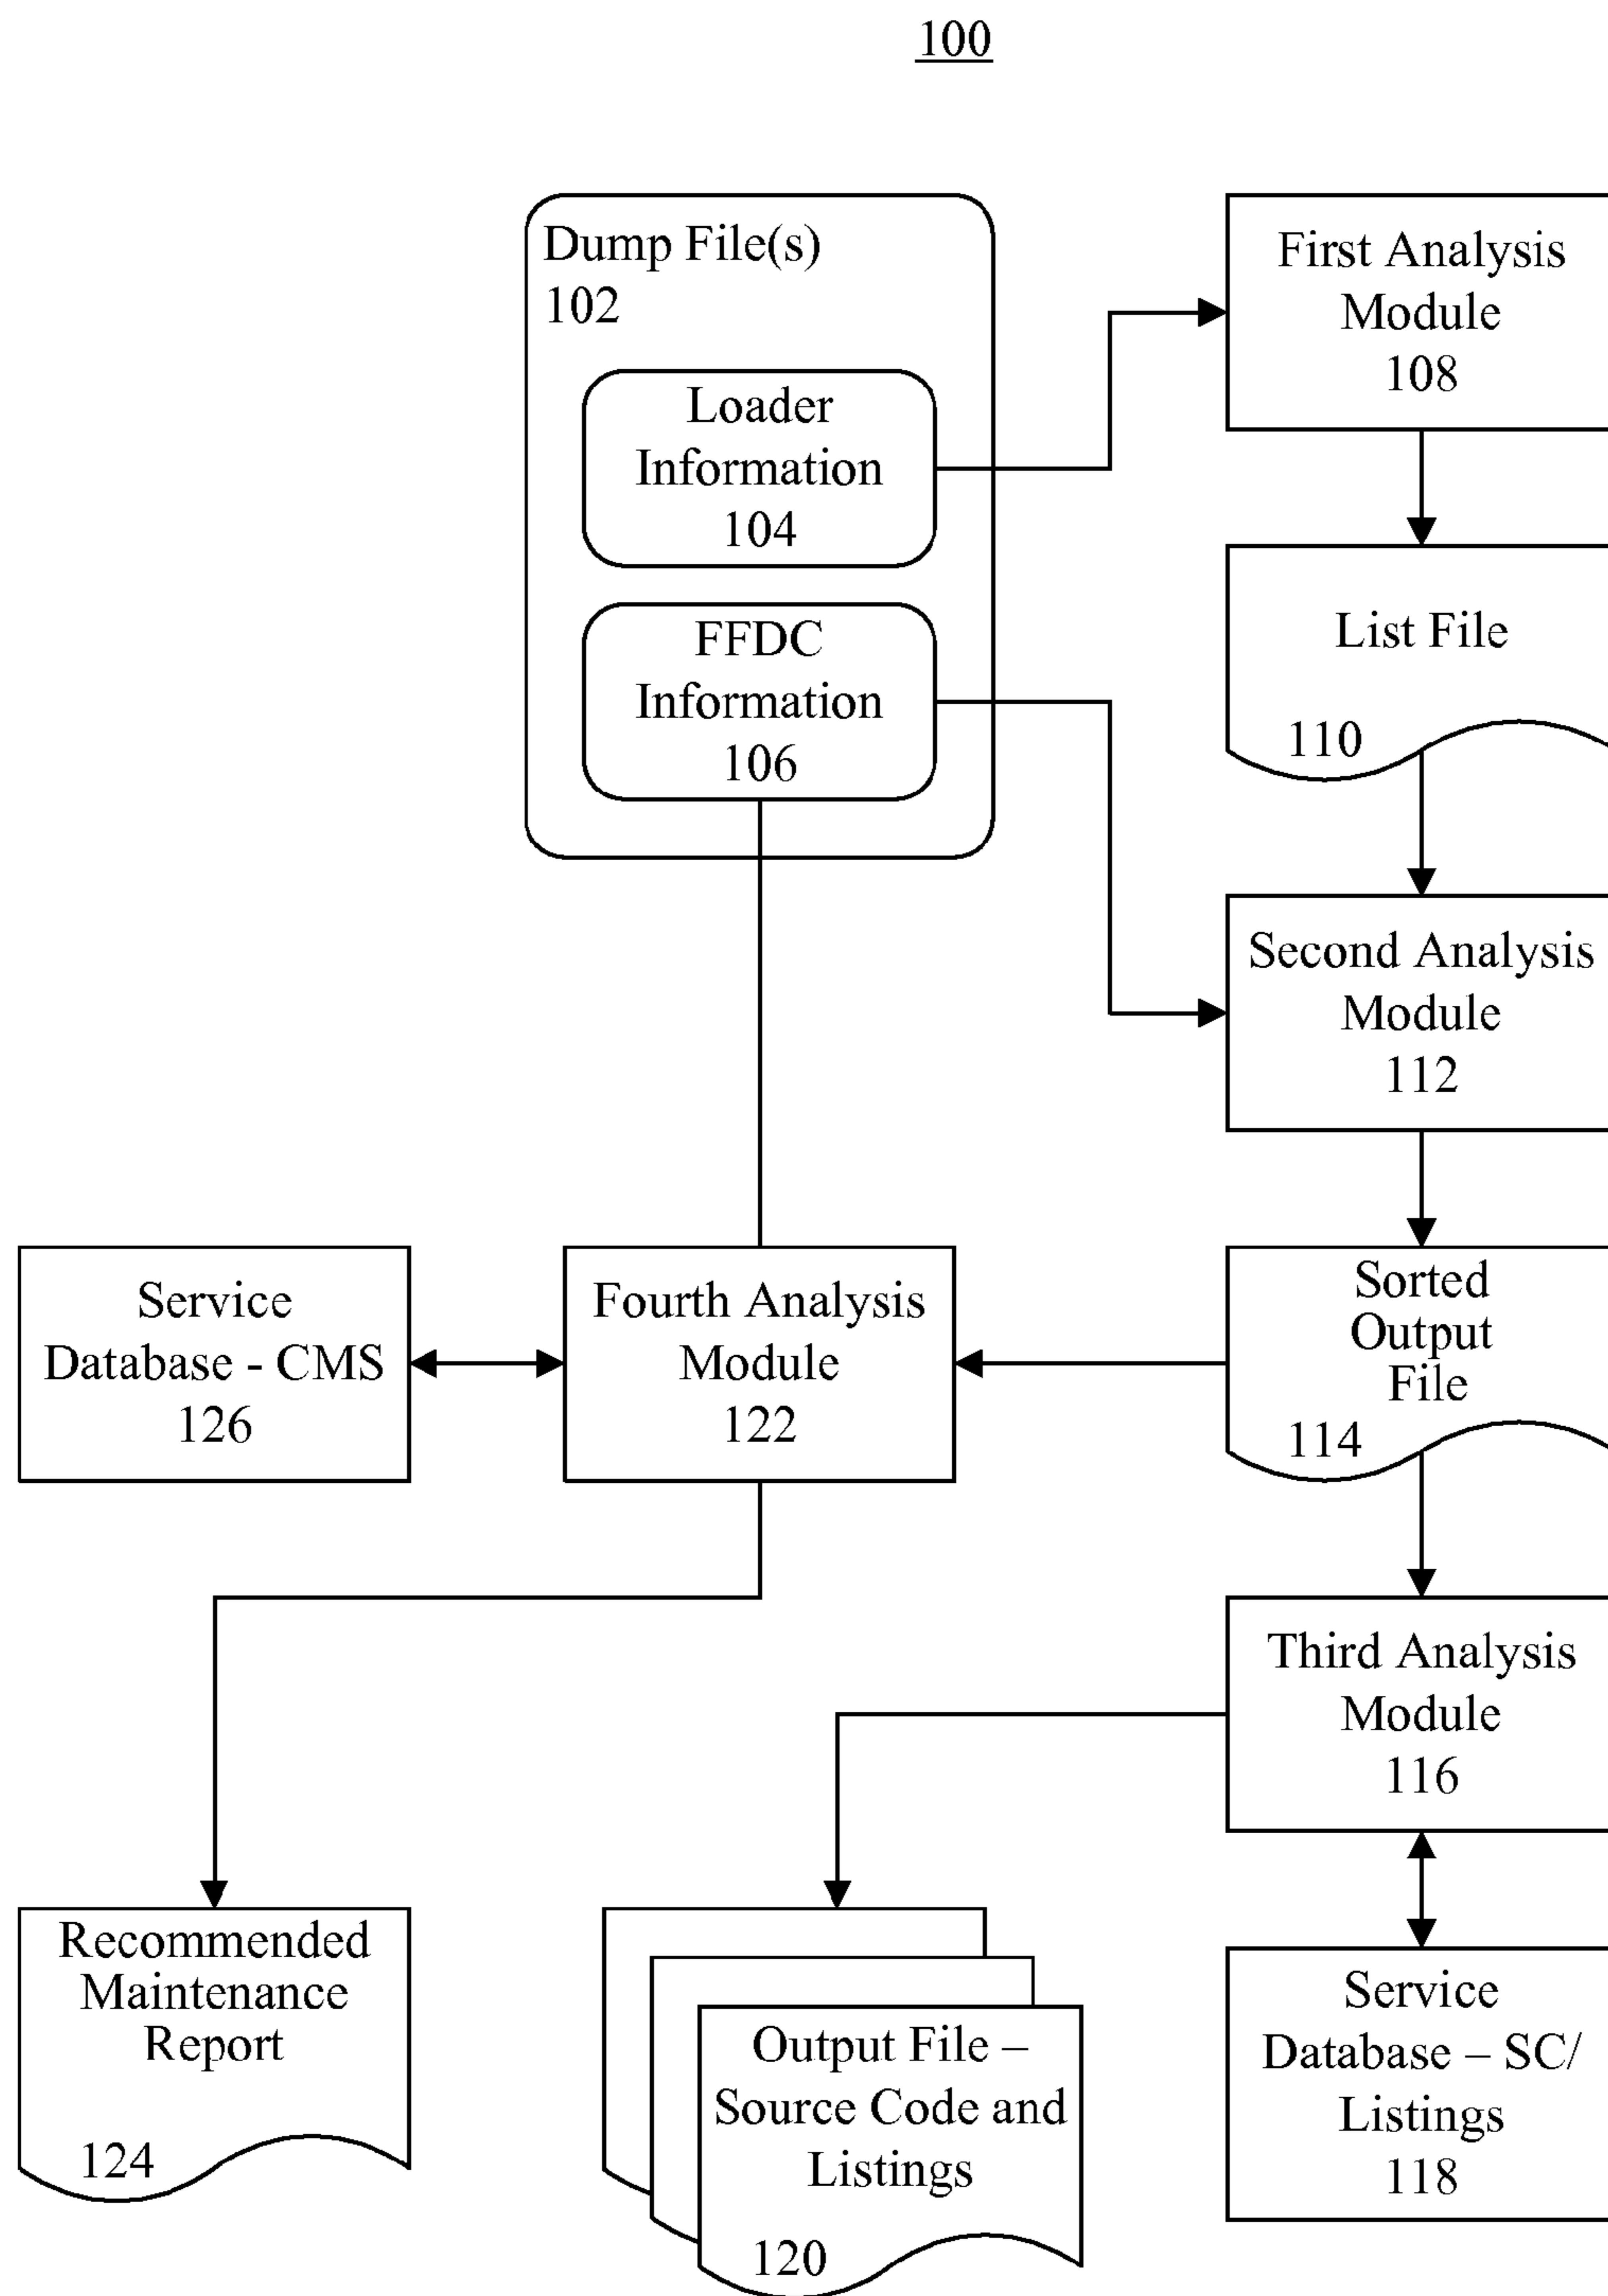 100
Dump File(s)
102
Loader
Information
104
FFDC
Information
106
First Analysis
Module
108
List File
110
Second Analysis
Module
112
Sorted
Output
File
114
Fourth Analysis
Module
122
Service
Database - CMS
126
Third Analysis
Module
116
Recommended
Maintenance
Report
124
Output File –
Source Code and
Listings
120
Service
Database – SC/
Listings
118